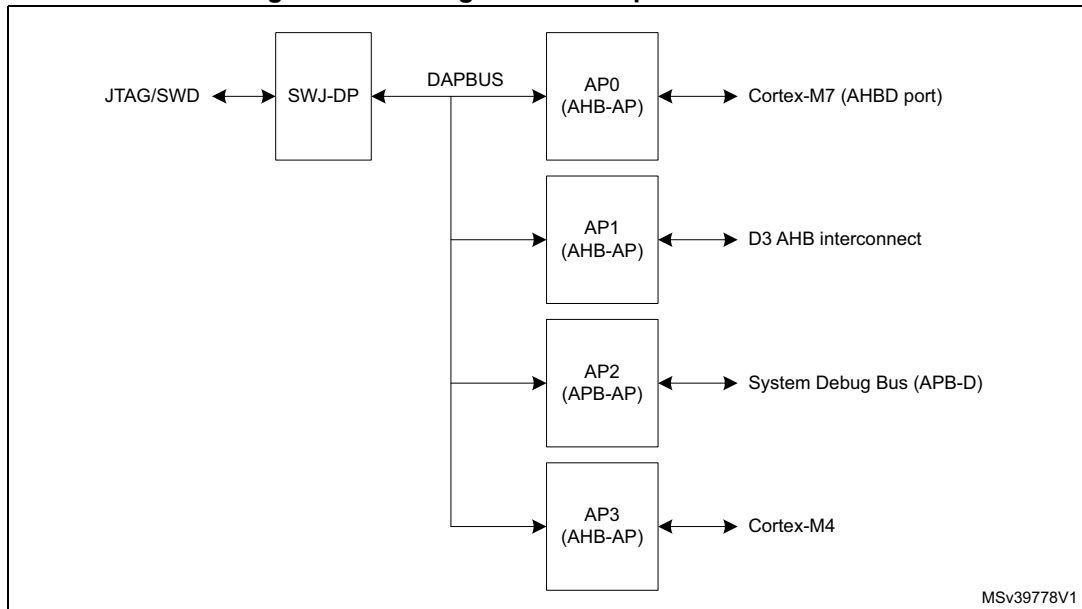 JTAG/SWD
SWJ-DP
DAPBUS
AP0
(AHB-AP)
Cortex-M7 (AHBD port)
AP1
(AHB-AP)
D3 AHB interconnect
AP2
(APB-AP)
System Debug Bus (APB-D)
AP3
(AHB-AP)
Cortex-M4
MSv39778V1